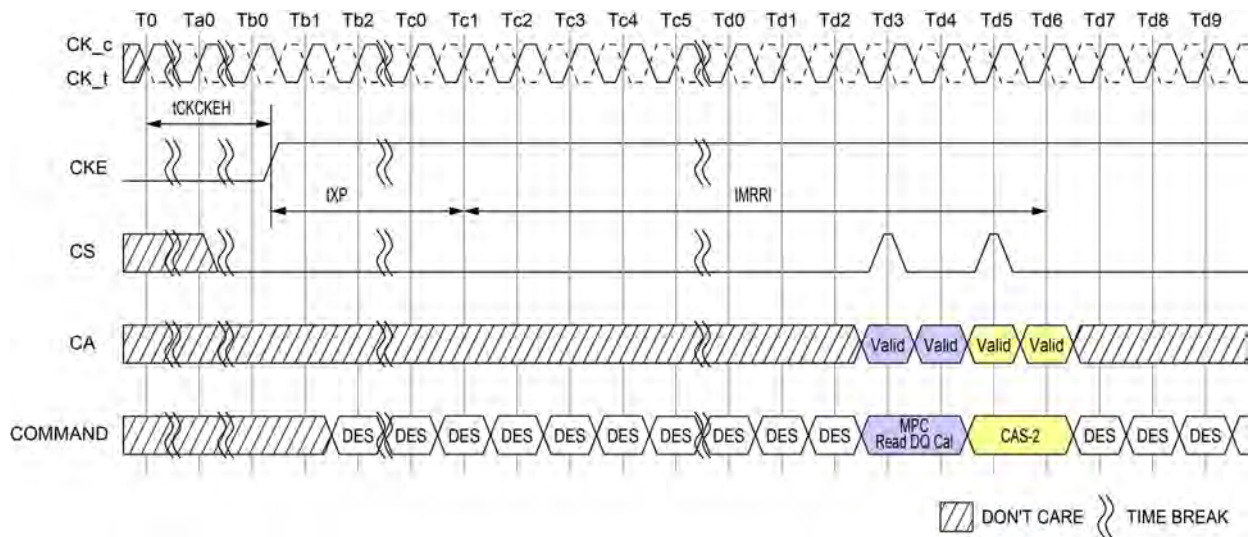 T0 Ta0 Tb0 Tb1 Tb2 Tc0 Tc1 Tc2 Tc3 Tc4 Tc5 Td0 Td1 Td2 Td3 Td4 Td5 Td6 Td7 Td8 Td9
CK_c
CK_t
tCKCKEH
CKE
tXP tMRRI
CS
CA Valid Valid Valid Valid
COMMAND DES DES DES DES DES DES DES DES DES DES MPC Read DQ Cal CAS-2 DES DES DES
DON'T CARE TIME BREAK